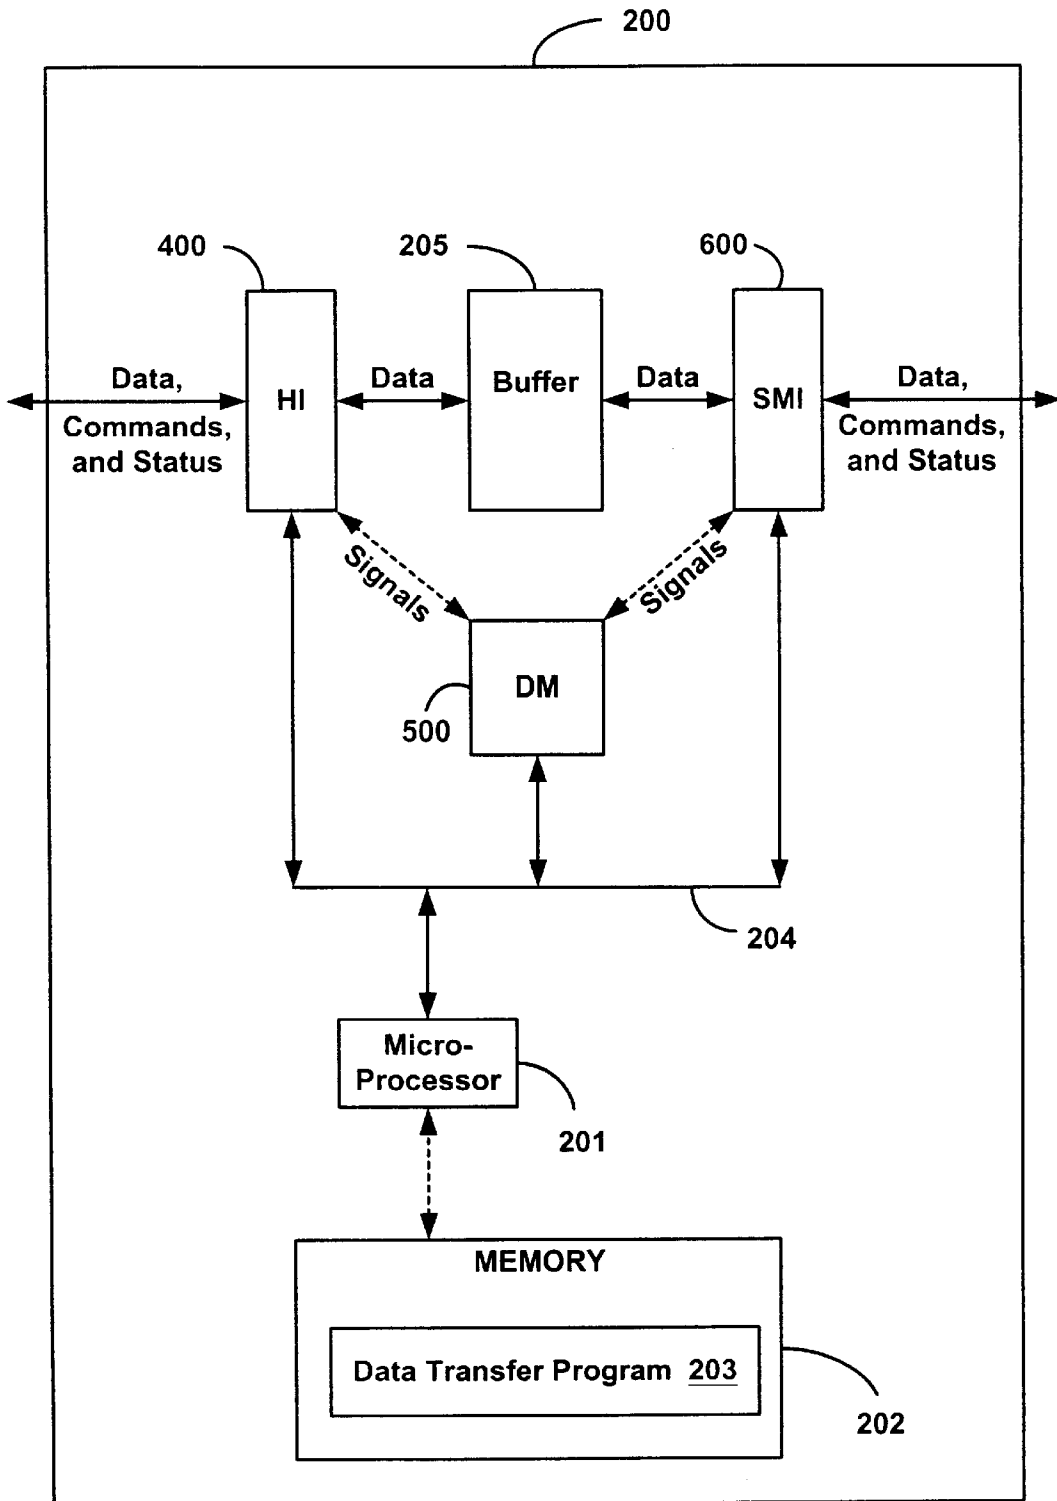 200
400
205
600
Data,
Commands,
and Status
HI
Data
Buffer
Data
SMI
Data,
Commands,
and Status
Signals
Signals
DM
500
204
Micro-
Processor
201
MEMORY
Data Transfer Program 203
202